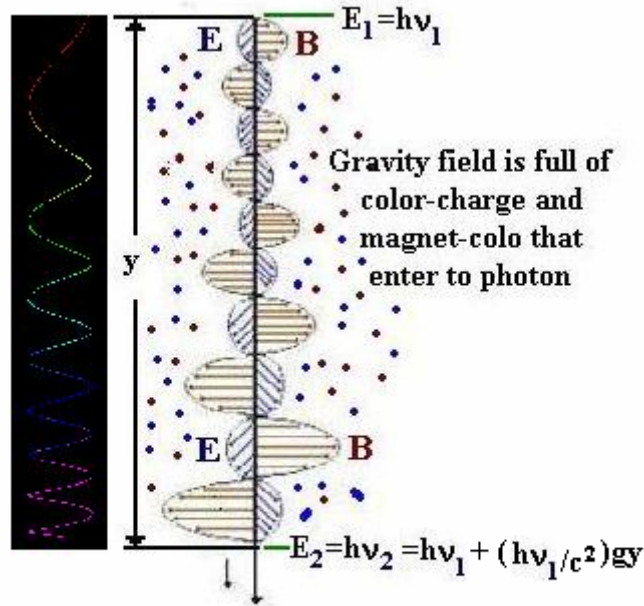 E₁=hν₁
E B
Gravity field is full of
color-charge and
magnet-colo that
enter to photon
y
E B
E₂=hν₂=hν₁+(hν₁/c²)gy